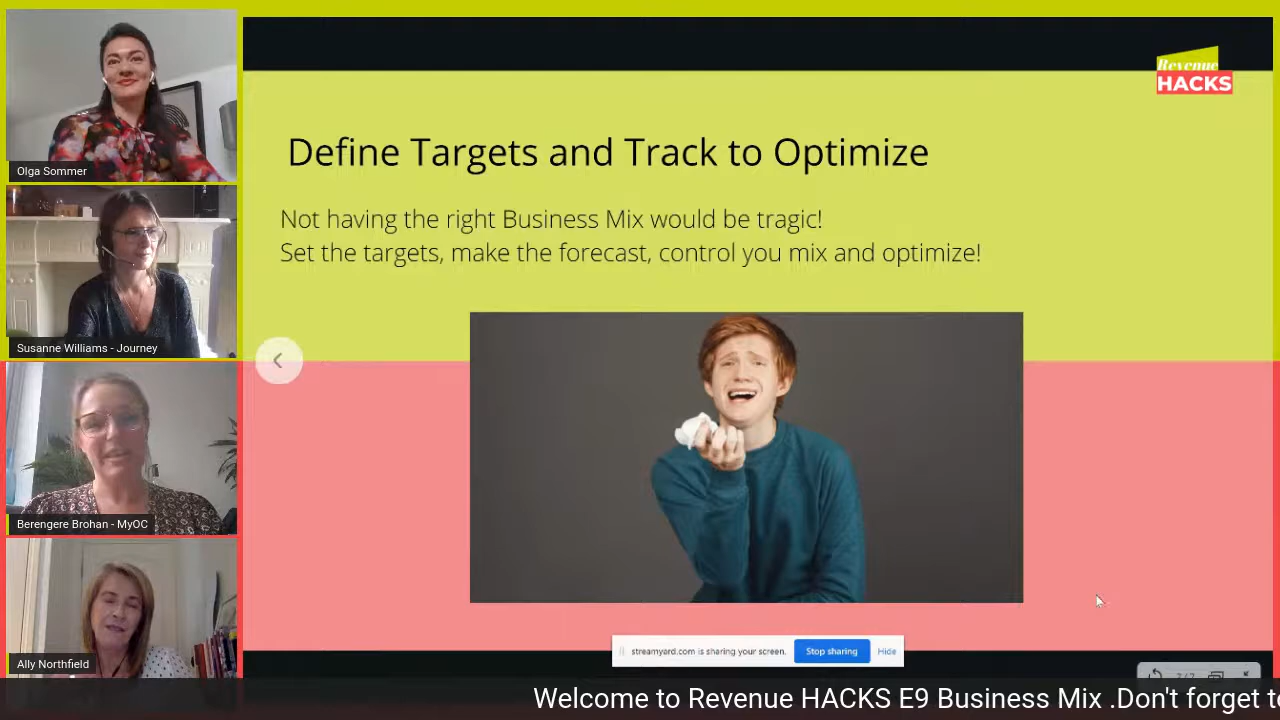 Revenue
HACKS
Define Targets and Track to Optimize
Not having the right Business Mix would be tragic!
Set the targets, make the forecast, control you mix and optimize!
Olga Sommer
Susanne Williams - Journey
Berengere Brohan - MyOC
Ally Northfield
streamyard.com is sharing your screen. Stop sharing Hide
Welcome to Revenue HACKS E9 Business Mix .Don't forget t